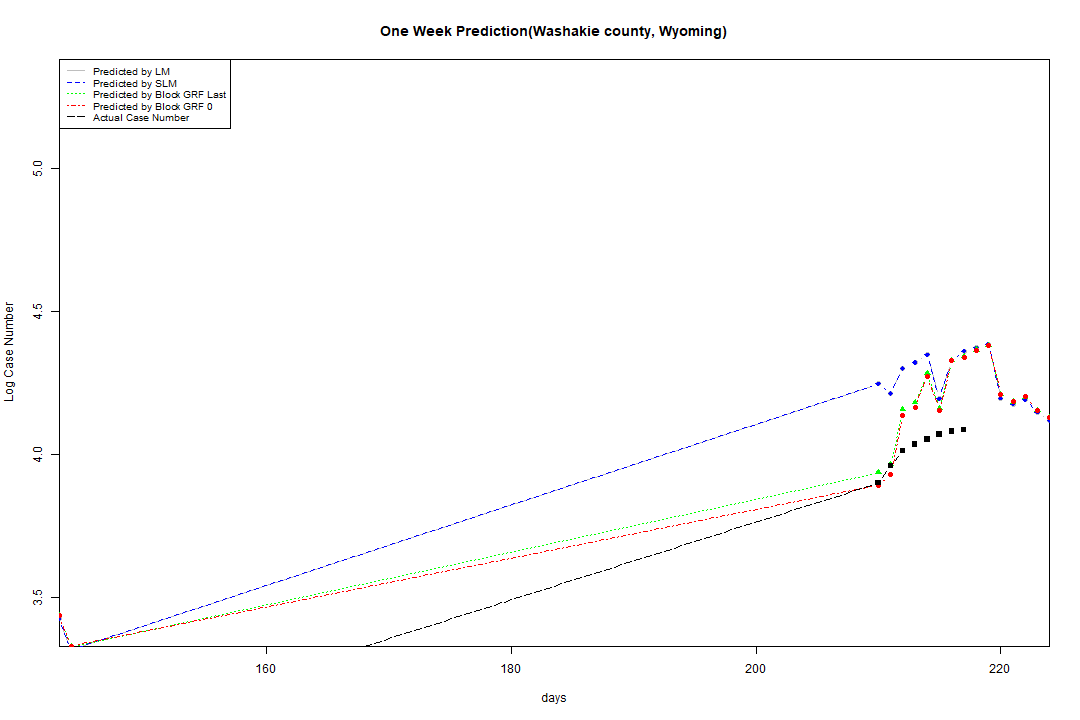 One Week Prediction(Washakie county, Wyoming)
Predicted by LM
Predicted by SLM
Predicted by Block GRF Last
Predicted by Block GRF 0
Actual Case Number
5.0
4.5
4.0
3.5
Log Case Number
160
180
200
220
days